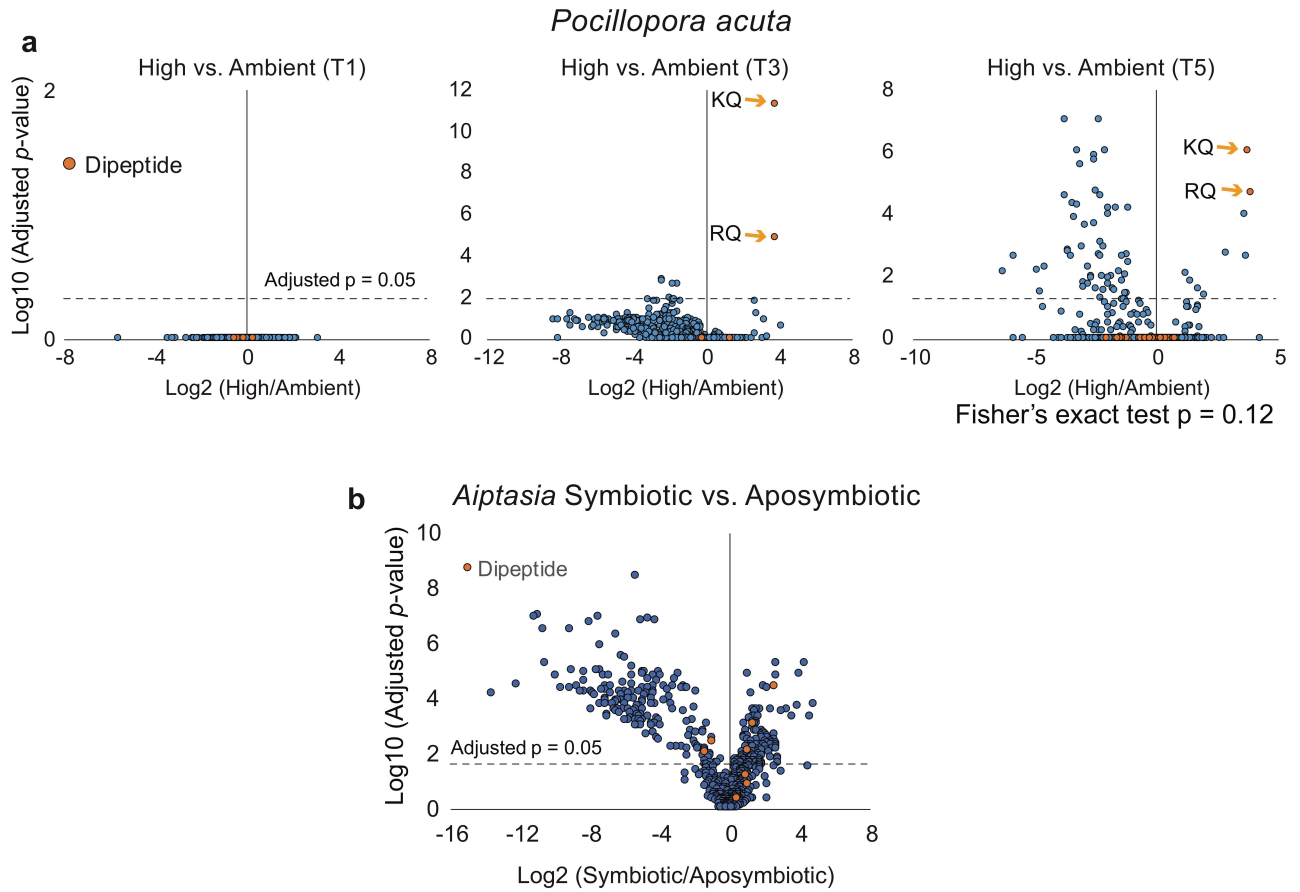 Pocillopora acuta
a
High vs. Ambient (T1)
High vs. Ambient (T3)
High vs. Ambient (T5)
Log10 (Adjusted p-value)
2
0
Dipeptide
Adjusted p = 0.05
-8
-4
0
4
8
Log2 (High/Ambient)
12
10
8
6
4
2
0
KQ
RQ
-12
-8
-4
0
4
8
Log2 (High/Ambient)
8
6
4
2
0
KQ
RQ
-10
-5
0
5
Log2 (High/Ambient)
Fisher's exact test p = 0.12
b
Aiptasia Symbiotic vs. Aposymbiotic
Log10 (Adjusted p-value)
10
8
6
4
2
0
Dipeptide
Adjusted p = 0.05
-16
-12
-8
-4
0
4
8
Log2 (Symbiotic/Aposymbiotic)